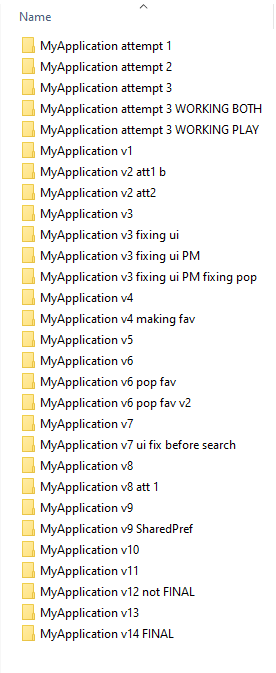 Name
MyApplication attempt 1
MyApplication attempt 2
MyApplication attempt 3
MyApplication attempt 3 WORKING BOTH
MyApplication attempt 3 WORKING PLAY
MyApplication v1
MyApplication v2 att1 b
MyApplication v2 att2
MyApplication v3
MyApplication v3 fixing ui
MyApplication v3 fixing ui PM
MyApplication v3 fixing ui PM fixing pop
MyApplication v4
MyApplication v4 making fav
MyApplication v5
MyApplication v6
MyApplication v6 pop fav
MyApplication v6 pop fav v2
MyApplication v7
MyApplication v7 ui fix before search
MyApplication v8
MyApplication v8 att 1
MyApplication v9
MyApplication v9 SharedPref
MyApplication v10
MyApplication v11
MyApplication v12 not FINAL
MyApplication v13
MyApplication v14 FINAL